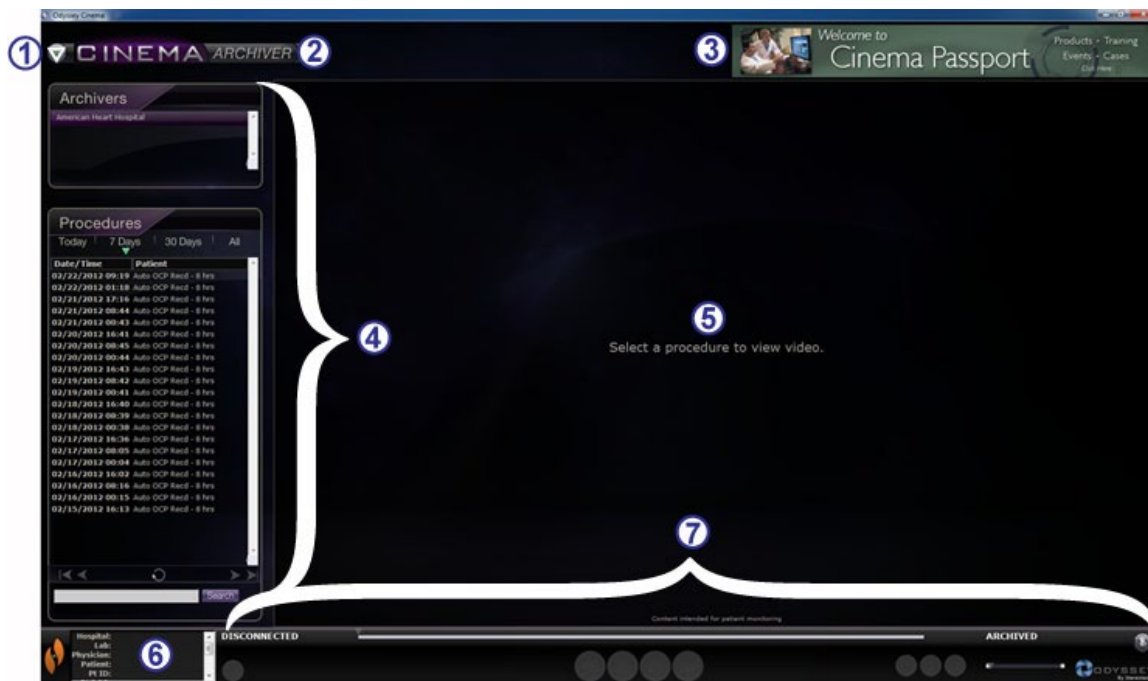 Odyssey Cinema
1
CINEMA ARCHIVER
2
3
Welcome to
Cinema Passport
Products • Training
Events • Cases
Click Here
Archivers
American Heart Hospital
Procedures
Today 7 Days 30 Days All
Date/Time Patient
02/22/2012 09:19 Auto OCP Recd - 8 hrs
02/22/2012 01:18 Auto OCP Recd - 8 hrs
02/21/2012 17:16 Auto OCP Recd - 8 hrs
02/21/2012 08:44 Auto OCP Recd - 8 hrs
02/21/2012 00:43 Auto OCP Recd - 8 hrs
02/20/2012 16:41 Auto OCP Recd - 8 hrs
02/20/2012 08:45 Auto OCP Recd - 8 hrs
02/20/2012 00:44 Auto OCP Recd - 8 hrs
02/19/2012 16:43 Auto OCP Recd - 8 hrs
02/19/2012 08:42 Auto OCP Recd - 8 hrs
02/19/2012 00:41 Auto OCP Recd - 8 hrs
02/18/2012 16:40 Auto OCP Recd - 8 hrs
02/18/2012 08:39 Auto OCP Recd - 8 hrs
02/18/2012 00:38 Auto OCP Recd - 8 hrs
02/17/2012 16:36 Auto OCP Recd - 8 hrs
02/17/2012 08:05 Auto OCP Recd - 8 hrs
02/17/2012 00:04 Auto OCP Recd - 8 hrs
02/16/2012 16:02 Auto OCP Recd - 8 hrs
02/16/2012 08:16 Auto OCP Recd - 8 hrs
02/16/2012 00:15 Auto OCP Recd - 8 hrs
02/15/2012 16:13 Auto OCP Recd - 8 hrs
Search
4
5
Select a procedure to view video.
7
Content intended for patient monitoring
Hospital:
Lab:
Physician:
Patient:
Pt ID:
6
DISCONNECTED
ARCHIVED
ODYSSEY
By Stereotaxis